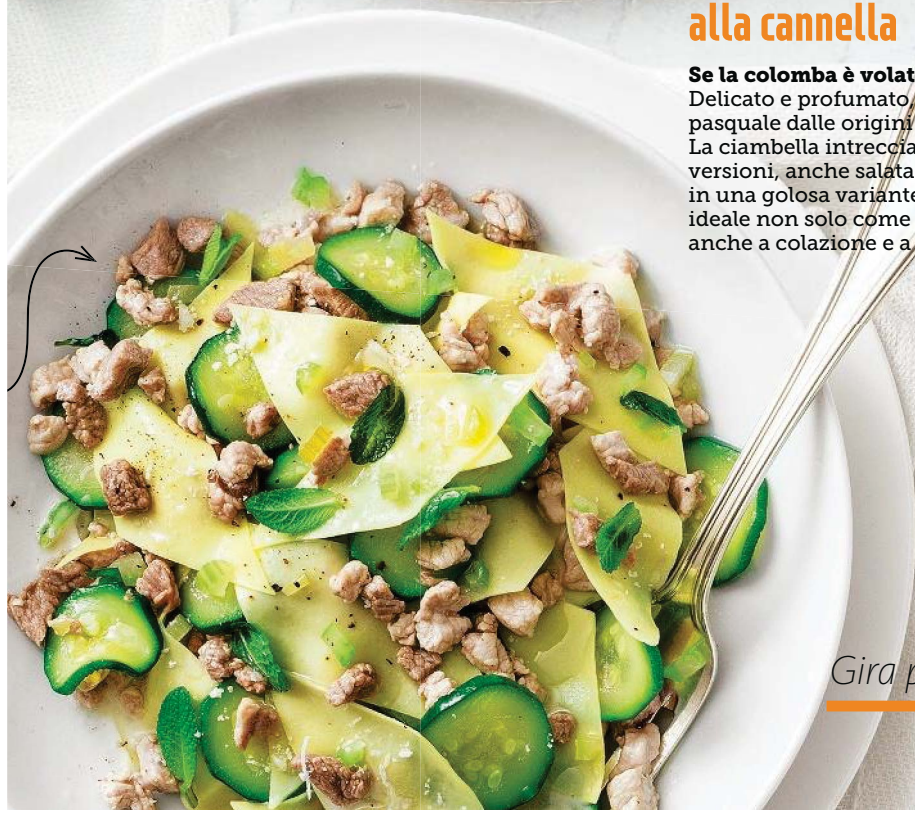 alla cannella
Se la colomba è volat
Delicato e profumato,
pasquale dalle origini
La ciambella intreccia
versioni, anche salata
in una golosa variante
ideale non solo come
anche a colazione e a
Gira p